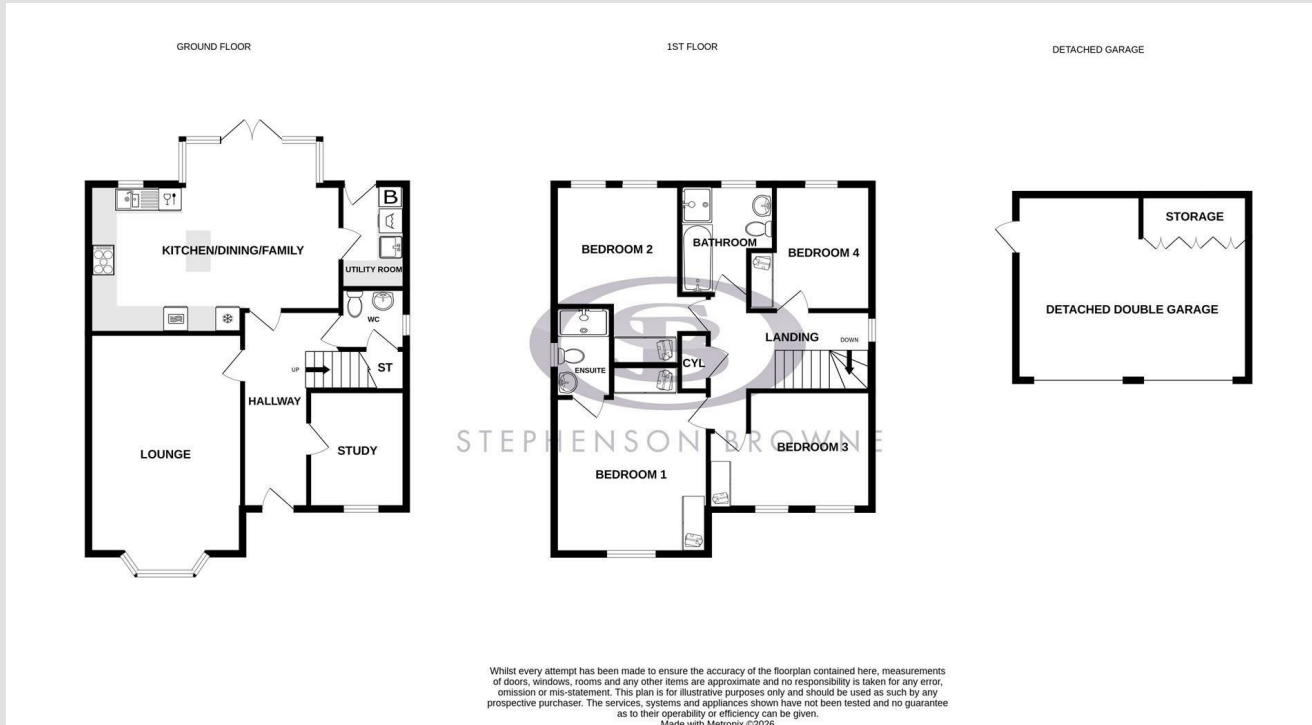 GROUND FLOOR
1ST FLOOR
DETACHED GARAGE
B
KITCHEN/DINING/FAMILY
UTILITY ROOM
WC
UP
ST
HALLWAY
LOUNGE
STUDY
BEDROOM 2
BATHROOM
BEDROOM 4
LANDING
DOWN
CYL
ENSUITE
SB
STEPHENSON BROWNE
BEDROOM 1
BEDROOM 3
STORAGE
DETACHED DOUBLE GARAGE
Whilst every attempt has been made to ensure the accuracy of the floorplan contained here, measurements
of doors, windows, rooms and any other items are approximate and no responsibility is taken for any error,
omission or mis-statement. This plan is for illustrative purposes only and should be used as such by any
prospective purchaser. The services, systems and appliances shown have not been tested and no guarantee
as to their operability or efficiency can be given.
Made with Metropix ©2026